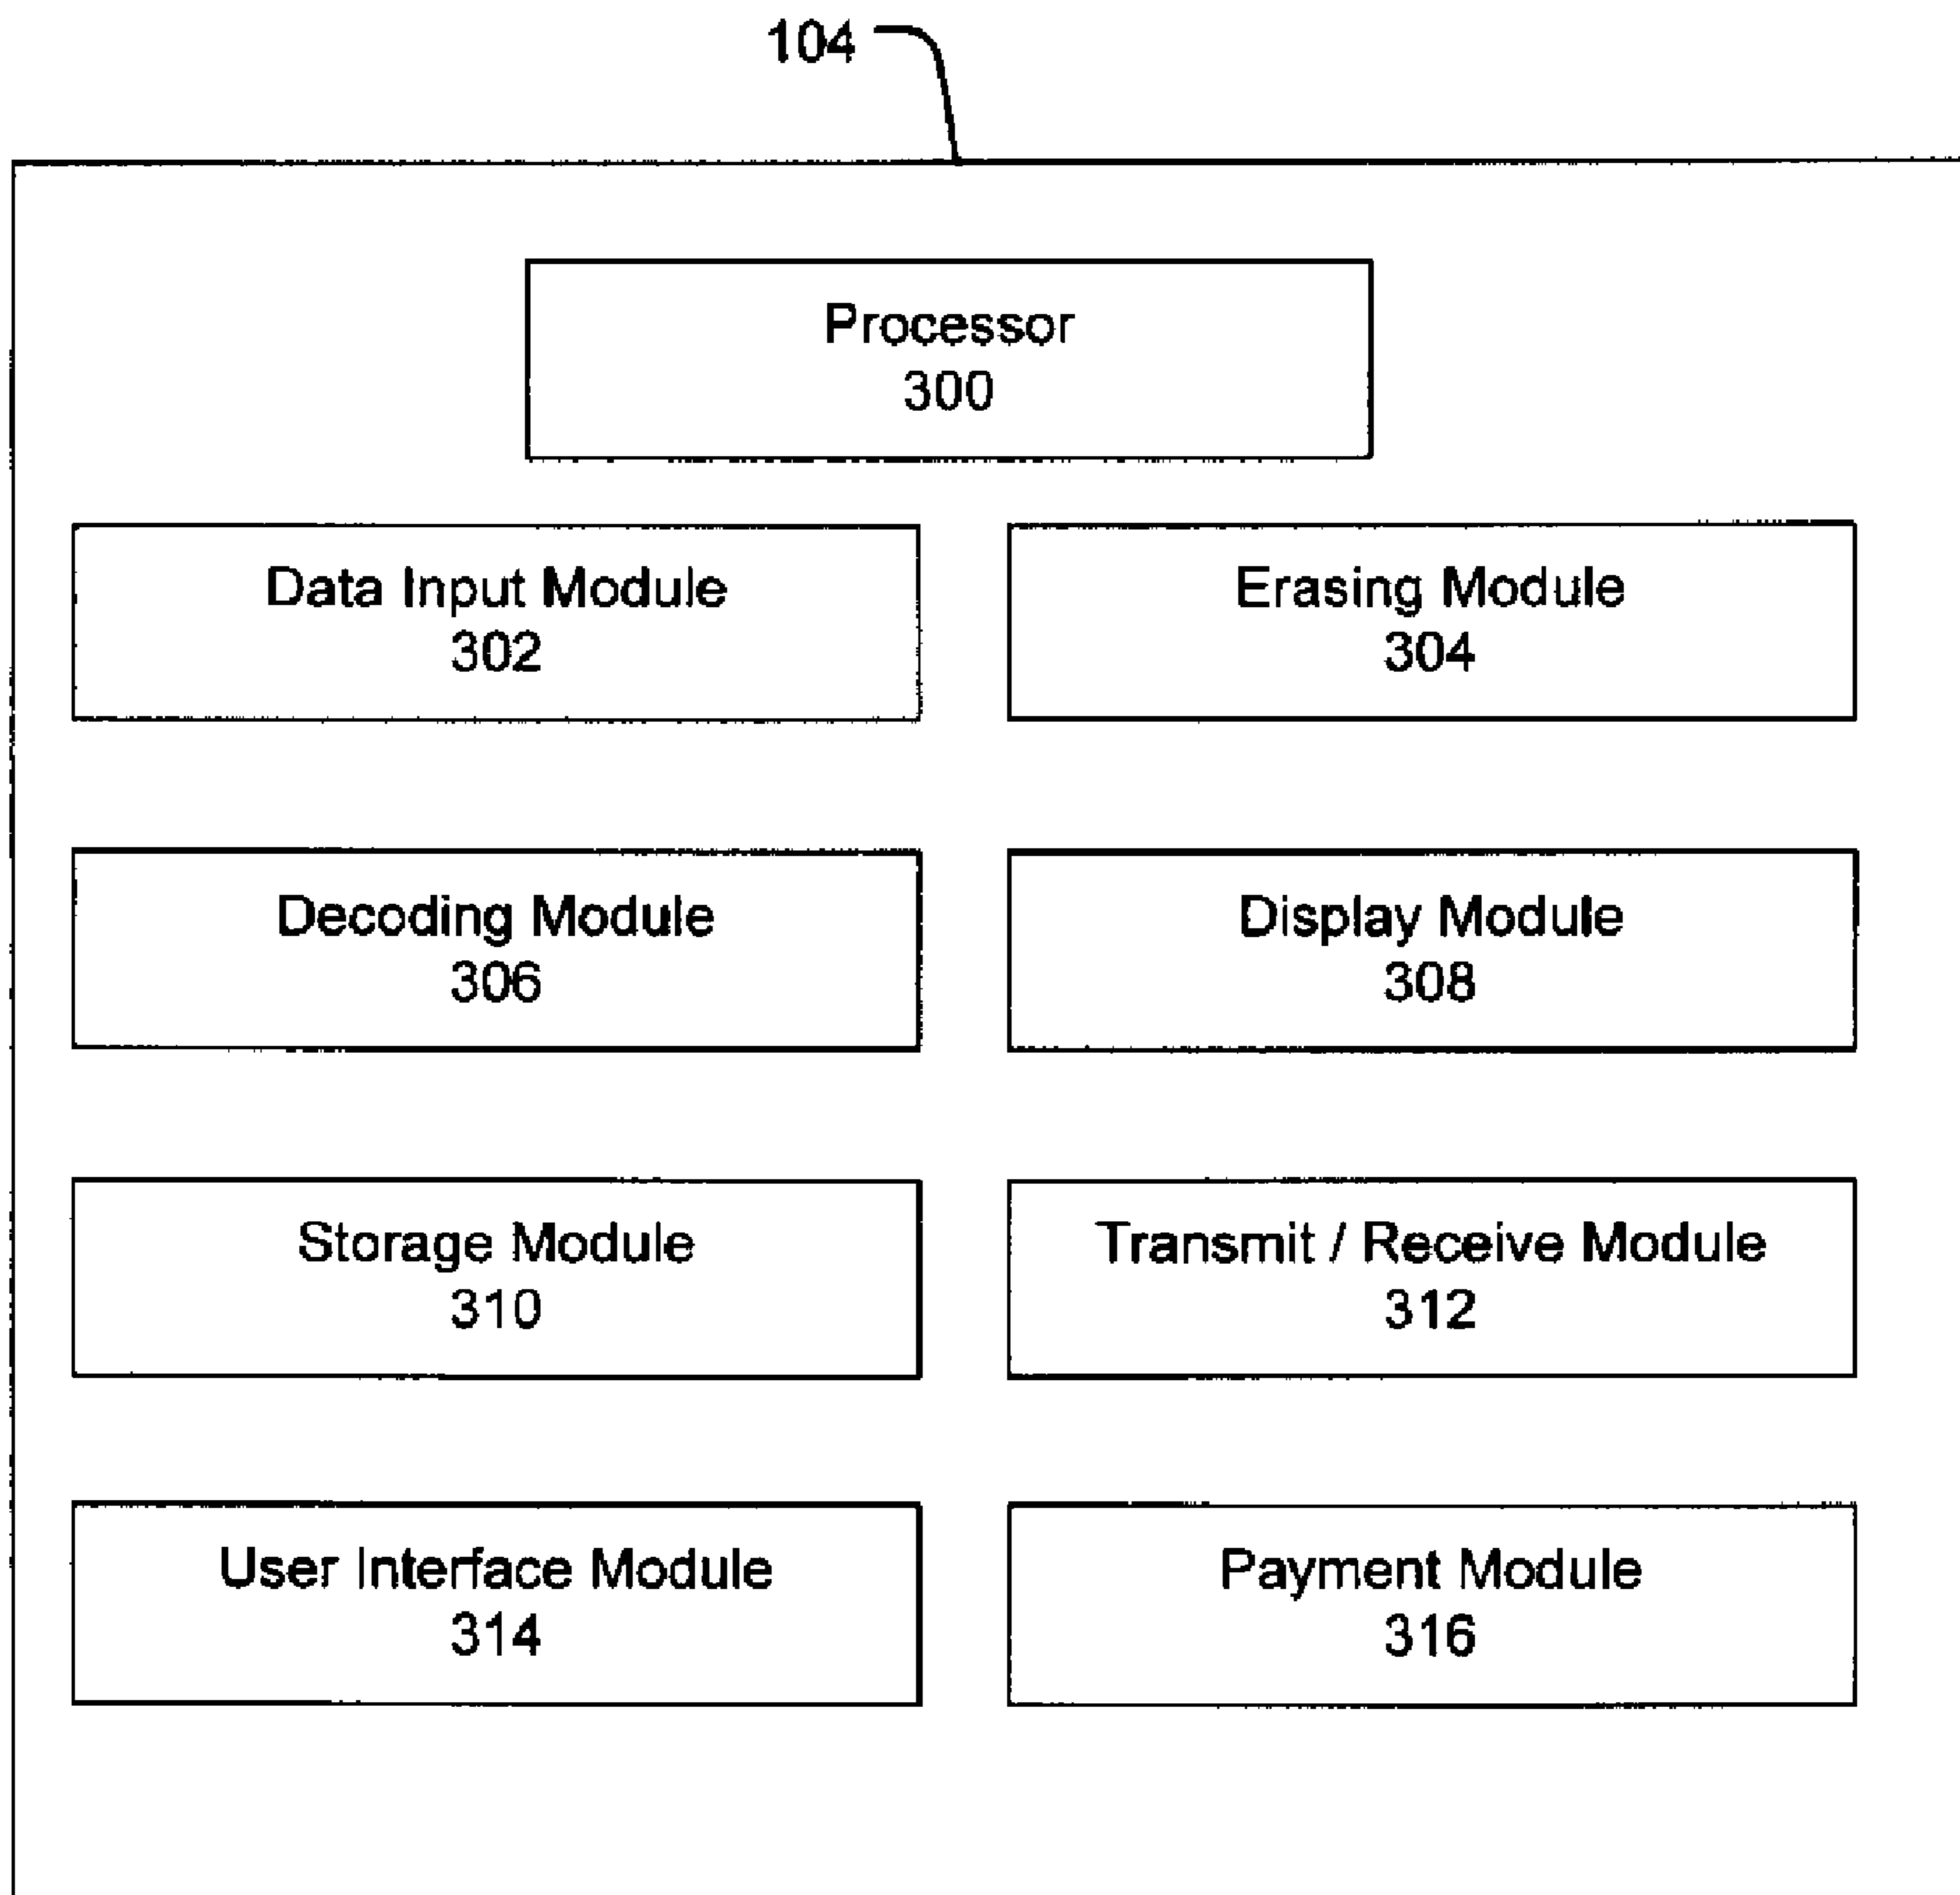 104
Processor
300
Data Input Module
302
Erasing Module
304
Decoding Module
306
Display Module
308
Storage Module
310
Transmit / Receive Module
312
User Interface Module
314
Payment Module
316